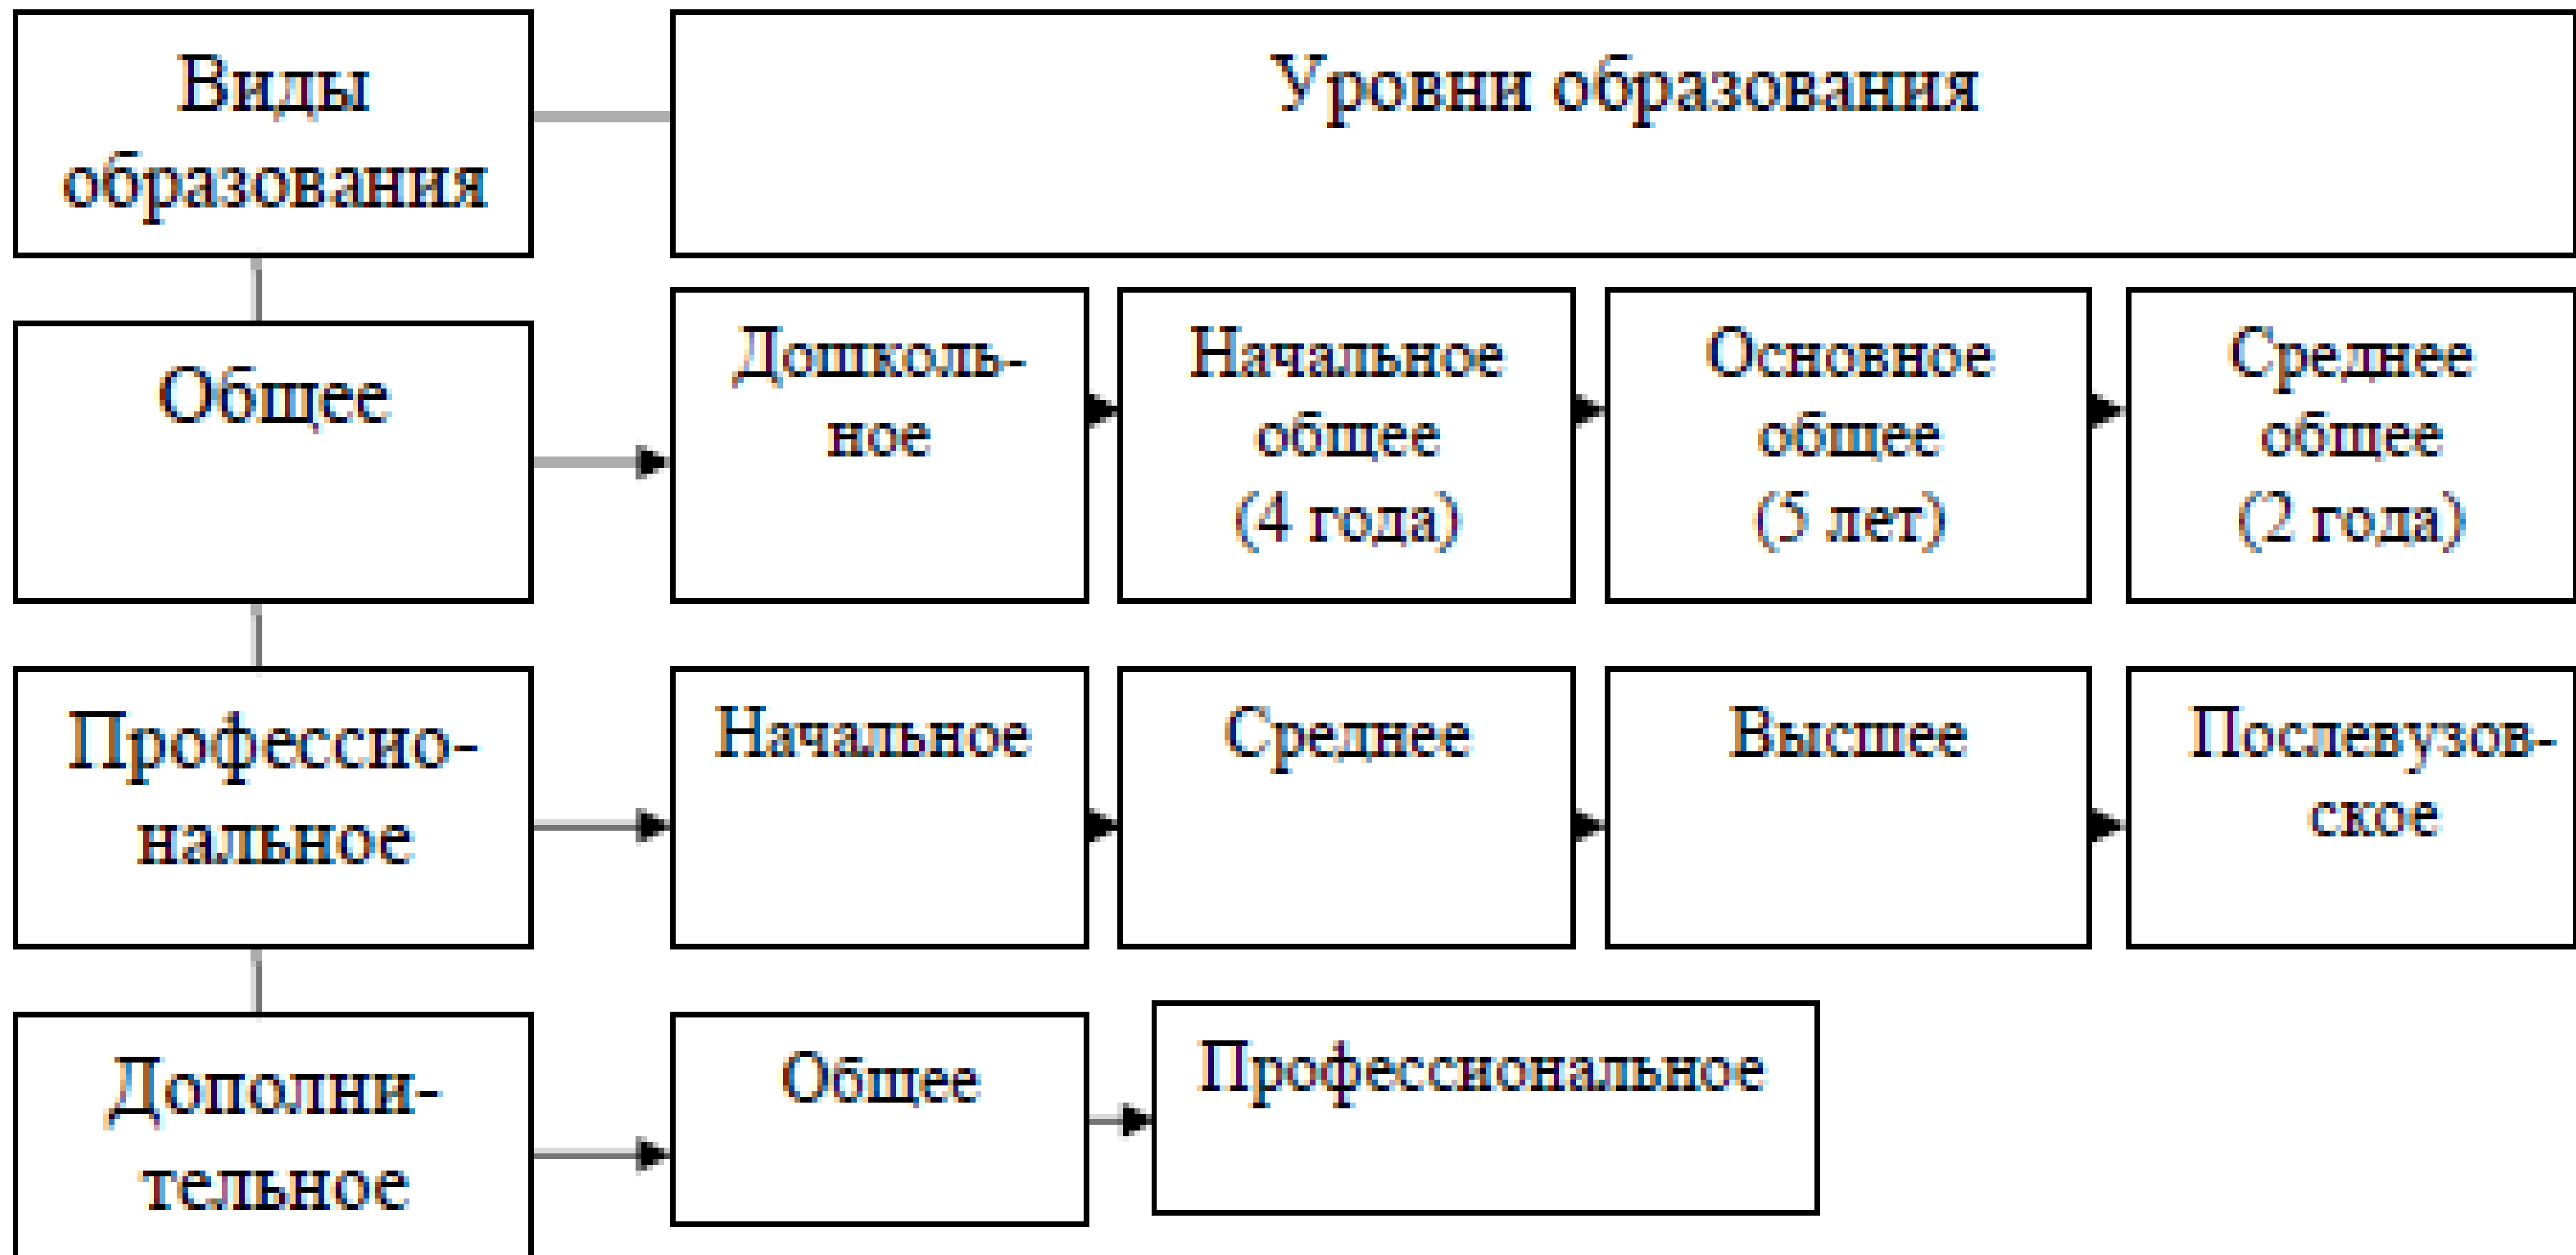 Виды
образования
Уровни образования
Общее
Дошколь-
ное
Начальное
общее
(4 года)
Основное
общее
(5 лет)
Среднее
общее
(2 года)
Профессио-
нальное
Начальное
Среднее
Высшее
Послевузов-
ское
Дополни-
тельное
Общее
Профессиональное